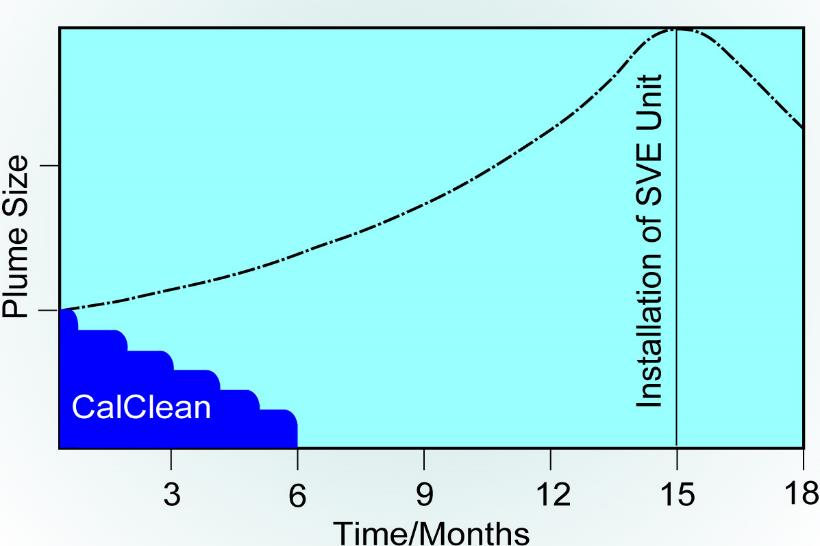 Plume Size
Installation of SVE Unit
CalClean
3 6 9 12 15 18
Time/Months